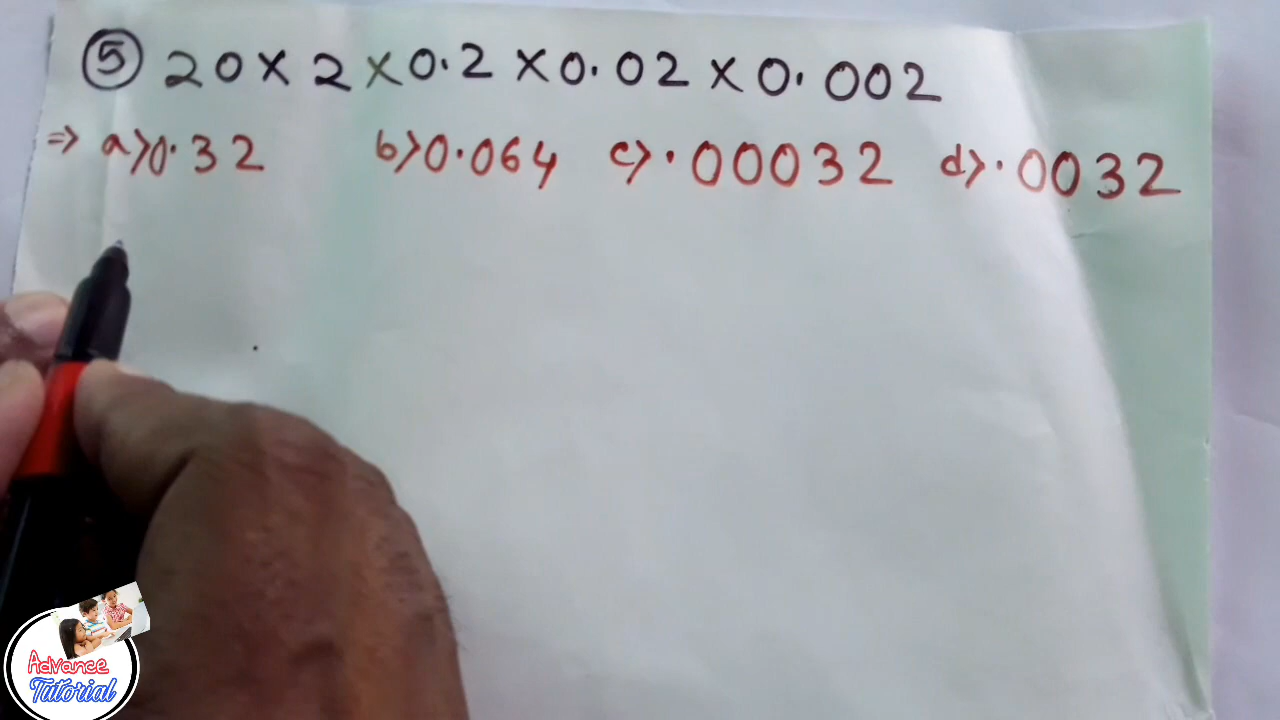 ⑤ 20 × 2 × 0.2 × 0.02 × 0.002
⇒ a> 0.32 b> 0.064 c> .00032 d> .0032
Advance
Tutorial